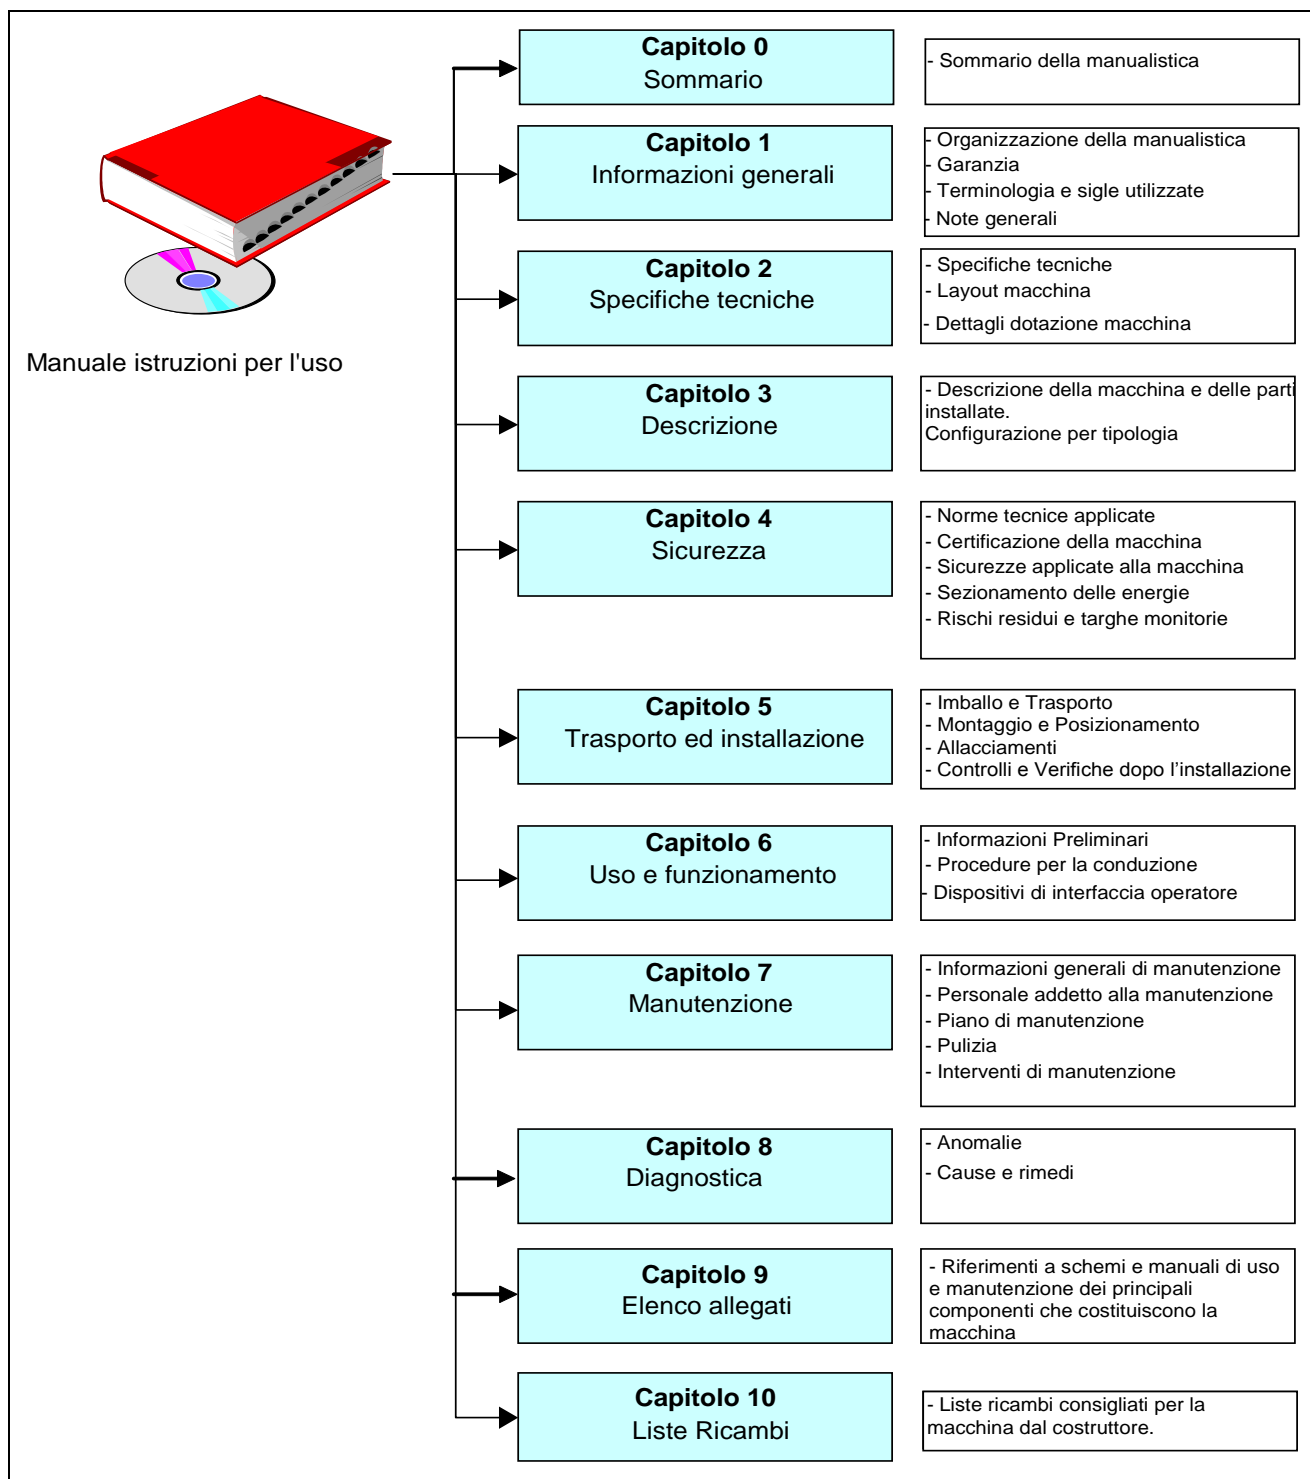 Manuale istruzioni per l'uso
Capitolo 0
Sommario
- Sommario della manualistica
Capitolo 1
Informazioni generali
- Organizzazione della manualistica
- Garanzia
- Terminologia e sigle utilizzate
- Note generali
Capitolo 2
Specifiche tecniche
- Specifiche tecniche
- Layout macchina
- Dettagli dotazione macchina
Capitolo 3
Descrizione
- Descrizione della macchina e delle parti
installate.
Configurazione per tipologia
Capitolo 4
Sicurezza
- Norme tecnice applicate
- Certificazione della macchina
- Sicurezze applicate alla macchina
- Sezionamento delle energie
- Rischi residui e targhe monitorie
Capitolo 5
Trasporto ed installazione
- Imballo e Trasporto
- Montaggio e Posizionamento
- Allacciamenti
- Controlli e Verifiche dopo l’installazione
Capitolo 6
Uso e funzionamento
- Informazioni Preliminari
- Procedure per la conduzione
- Dispositivi di interfaccia operatore
Capitolo 7
Manutenzione
- Informazioni generali di manutenzione
- Personale addetto alla manutenzione
- Piano di manutenzione
- Pulizia
- Interventi di manutenzione
Capitolo 8
Diagnostica
- Anomalie
- Cause e rimedi
Capitolo 9
Elenco allegati
- Riferimenti a schemi e manuali di uso
e manutenzione dei principali
componenti che costituiscono la
macchina
Capitolo 10
Liste Ricambi
- Liste ricambi consigliati per la
macchina dal costruttore.